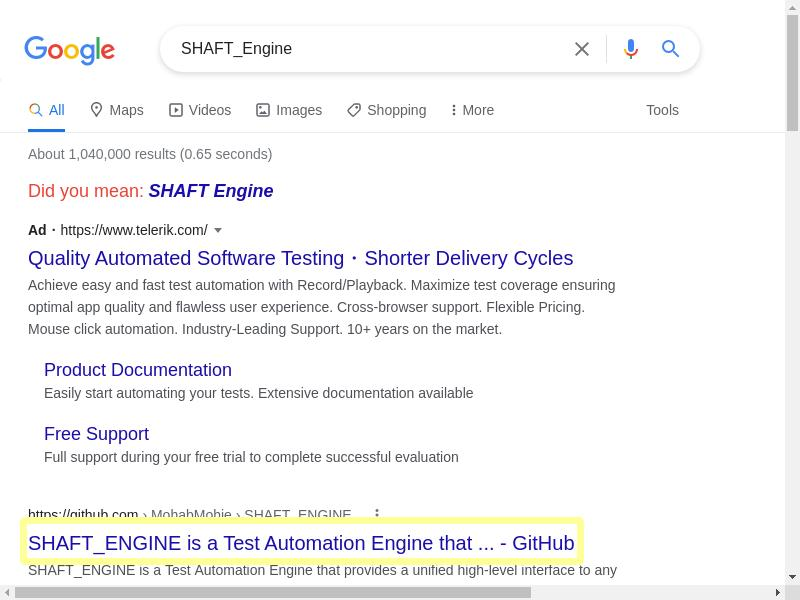 Google
SHAFT_Engine
All
Maps
Videos
Images
Shopping
More
Tools
About 1,040,000 results (0.65 seconds)
Did you mean: SHAFT Engine
Ad · https://www.telerik.com/
Quality Automated Software Testing · Shorter Delivery Cycles
Achieve easy and fast test automation with Record/Playback. Maximize test coverage ensuring
optimal app quality and flawless user experience. Cross-browser support. Flexible Pricing.
Mouse click automation. Industry-Leading Support. 10+ years on the market.
Product Documentation
Easily start automating your tests. Extensive documentation available
Free Support
Full support during your free trial to complete successful evaluation
https://github.com › MohabMohie › SHAFT_ENGINE
SHAFT_ENGINE is a Test Automation Engine that ... - GitHub
SHAFT_ENGINE is a Test Automation Engine that provides a unified high-level interface to any